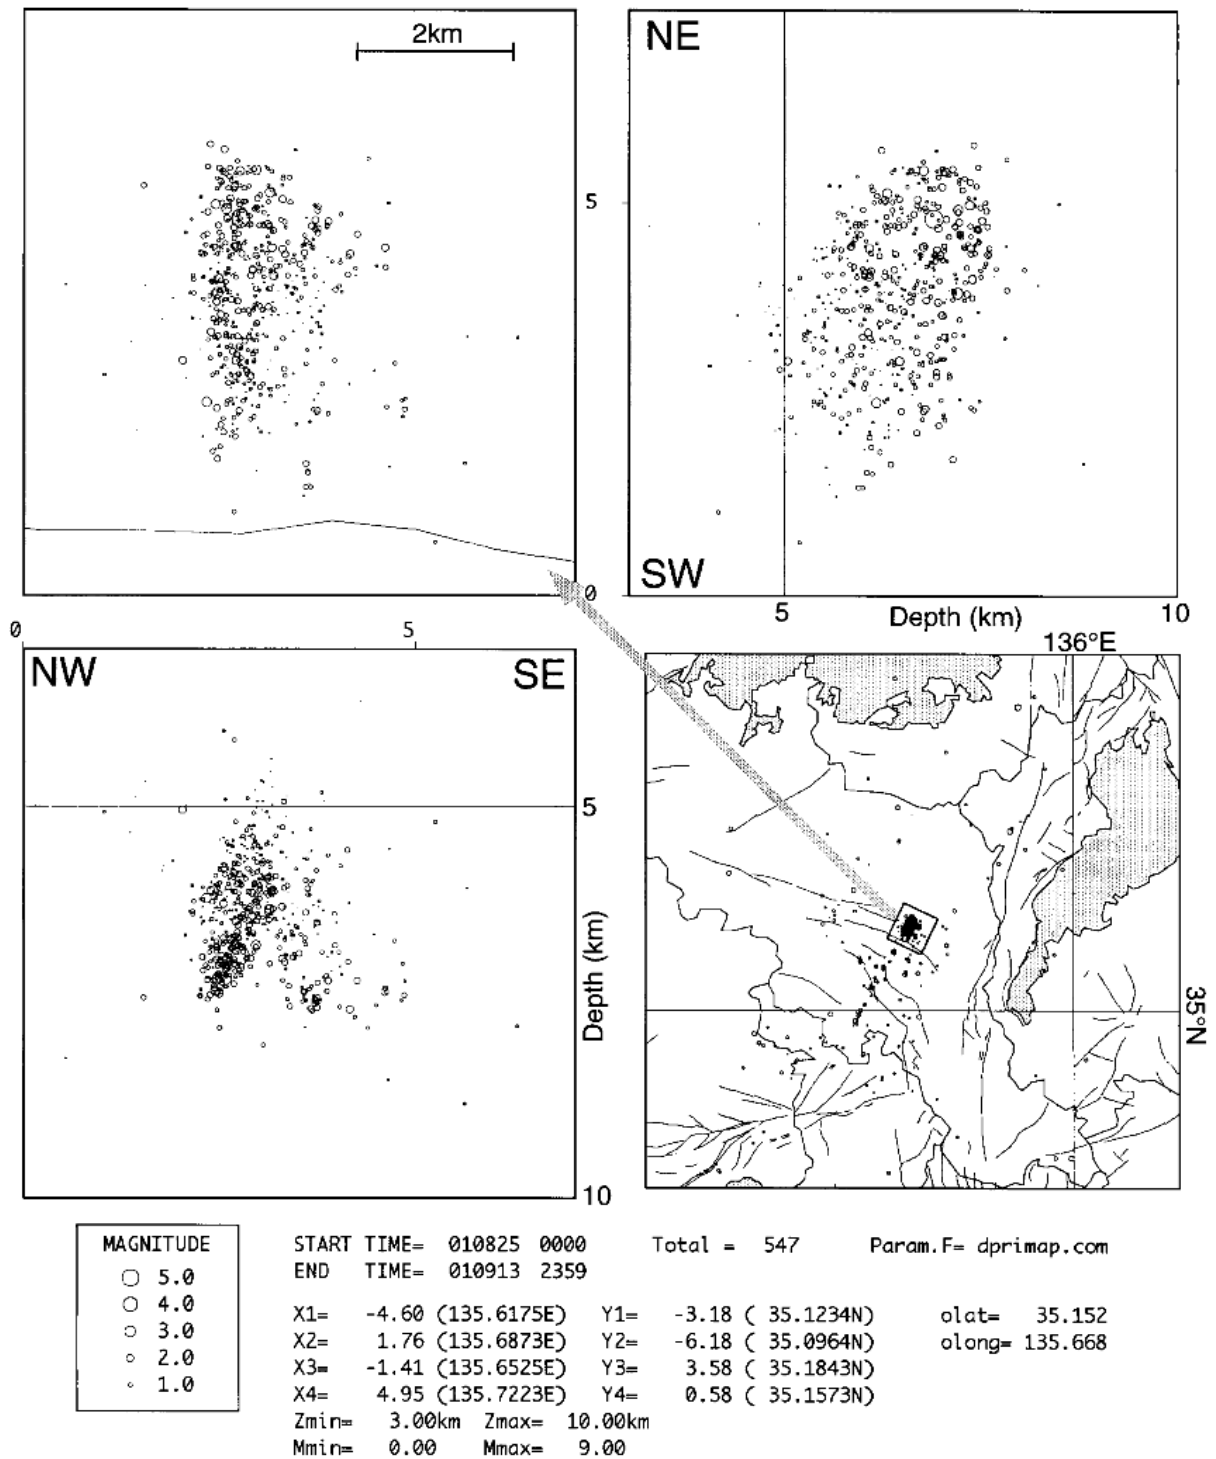 2km
NE
5
0
SW
5
10
Depth (km)
136°E
0
5
NW
SE
5
Depth (km)
35°N
10
MAGNITUDE
5.0
4.0
3.0
2.0
1.0
START TIME= 010825 0000 Total = 547 Param.F= dprimap.com
END TIME= 010913 2359
X1= -4.60 (135.6175E) Y1= -3.18 ( 35.1234N) olat= 35.152
X2= 1.76 (135.6873E) Y2= -6.18 ( 35.0964N) olong= 135.668
X3= -1.41 (135.6525E) Y3= 3.58 ( 35.1843N)
X4= 4.95 (135.7223E) Y4= 0.58 ( 35.1573N)
Zmin= 3.00km Zmax= 10.00km
Mmin= 0.00 Mmax= 9.00